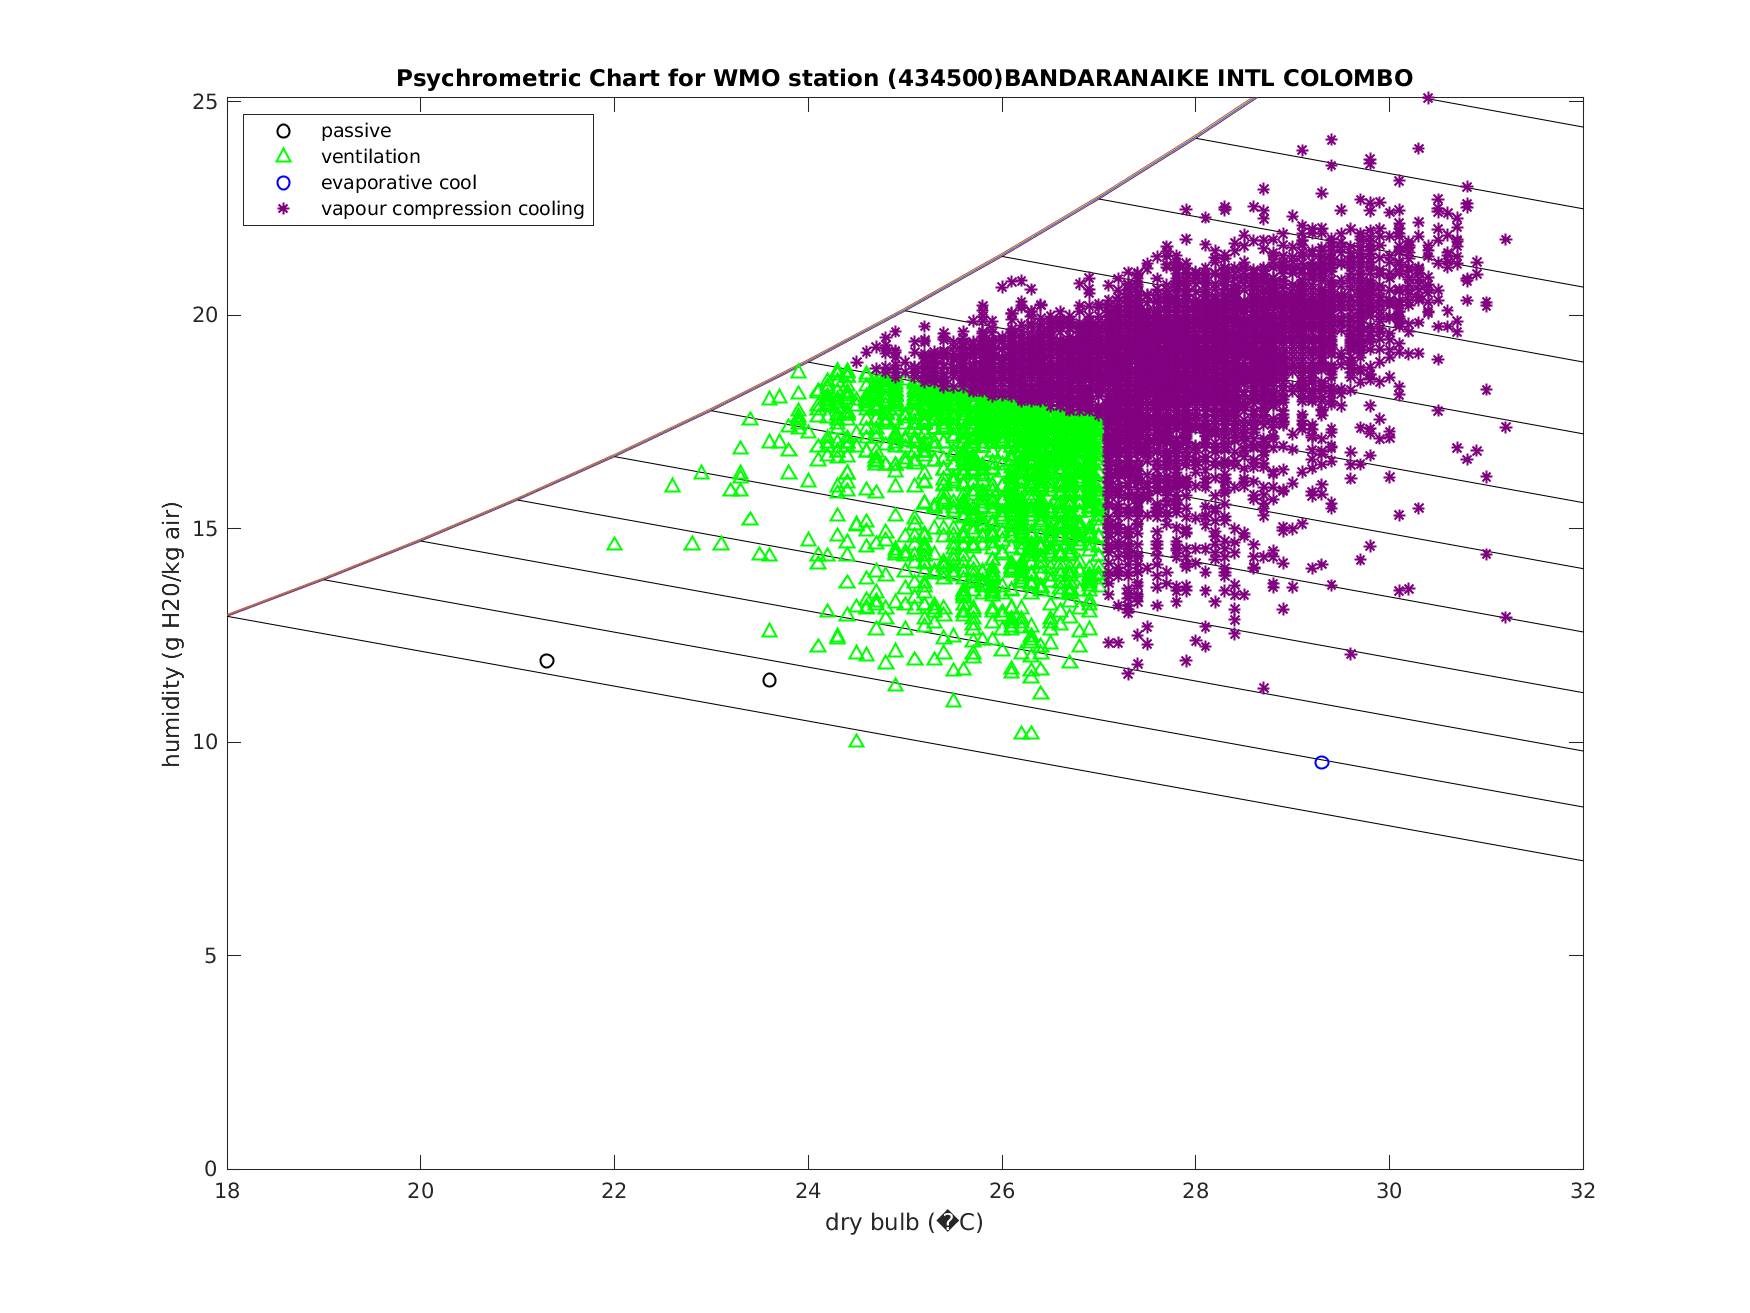 Psychrometric Chart for WMO station (434500)BANDARANAIKE INTL COLOMBO
passive
ventilation
evaporative cool
vapour compression cooling
25
20
15
10
5
0
humidity (g H20/kg air)
18 20 22 24 26 28 30 32
dry bulb (�C)